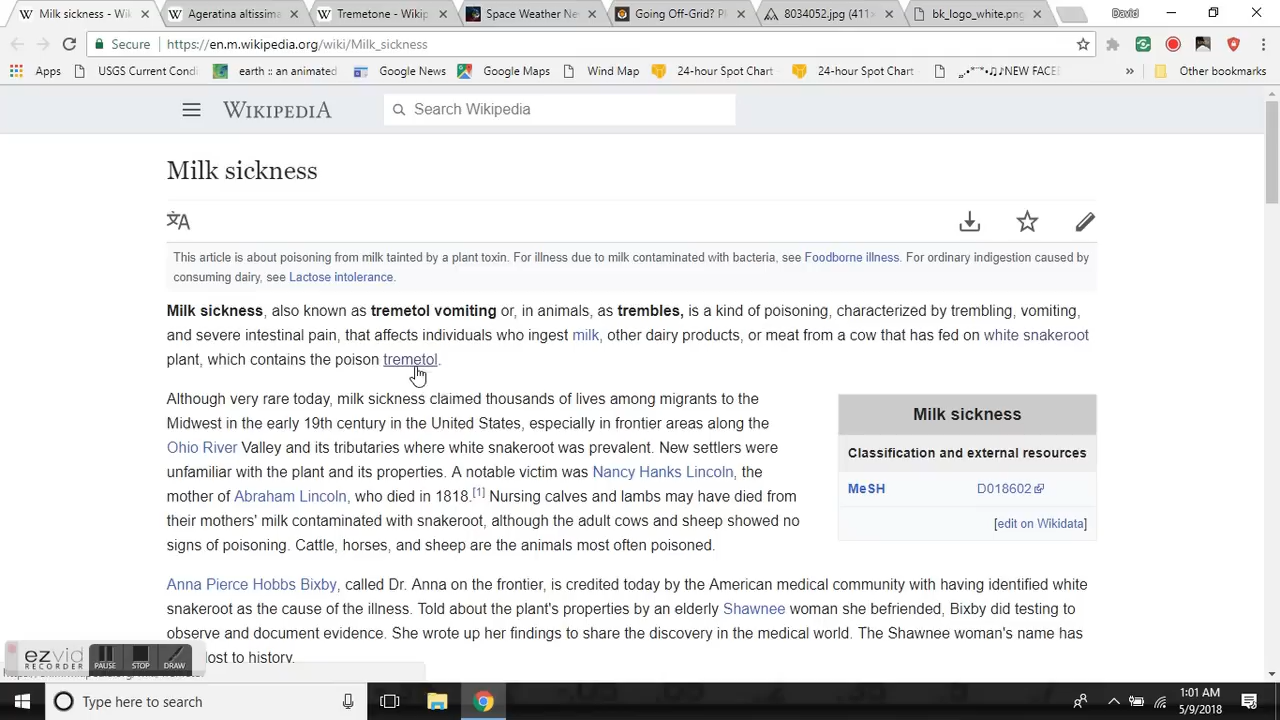 Milk sickness - Wi
Ageratina altissima
Tremetone - Wikip
Space Weather Ne
Going Off-Grid? P
8034052.jpg (411×
bk_logo_white.png
David
Secure
https://en.m.wikipedia.org/wiki/Milk_sickness
Apps
USGS Current Condi
earth :: an animated
Google News
Google Maps
Wind Map
24-hour Spot Chart
24-hour Spot Chart
NEW FACE
»
Other bookmarks
WIKIPEDIA
Search Wikipedia
Milk sickness
This article is about poisoning from milk tainted by a plant toxin. For illness due to milk contaminated with bacteria, see Foodborne illness. For ordinary indigestion caused by
consuming dairy, see Lactose intolerance.
Milk sickness, also known as tremetol vomiting or, in animals, as trembles, is a kind of poisoning, characterized by trembling, vomiting,
and severe intestinal pain, that affects individuals who ingest milk, other dairy products, or meat from a cow that has fed on white snakeroot
plant, which contains the poison tremetol.
Although very rare today, milk sickness claimed thousands of lives among migrants to the
Midwest in the early 19th century in the United States, especially in frontier areas along the
Ohio River Valley and its tributaries where white snakeroot was prevalent. New settlers were
unfamiliar with the plant and its properties. A notable victim was Nancy Hanks Lincoln, the
mother of Abraham Lincoln, who died in 1818.[1] Nursing calves and lambs may have died from
their mothers' milk contaminated with snakeroot, although the adult cows and sheep showed no
signs of poisoning. Cattle, horses, and sheep are the animals most often poisoned.
Milk sickness
Classification and external resources
MeSH D018602
[edit on Wikidata]
Anna Pierce Hobbs Bixby, called Dr. Anna on the frontier, is credited today by the American medical community with having identified white
snakeroot as the cause of the illness. Told about the plant's properties by an elderly Shawnee woman she befriended, Bixby did testing to
observe and document evidence. She wrote up her findings to share the discovery in the medical world. The Shawnee woman's name has
lost to history.
ezvid
RECORDER
PAUSE
STOP
DRAW
Type here to search
1:01 AM
5/9/2018